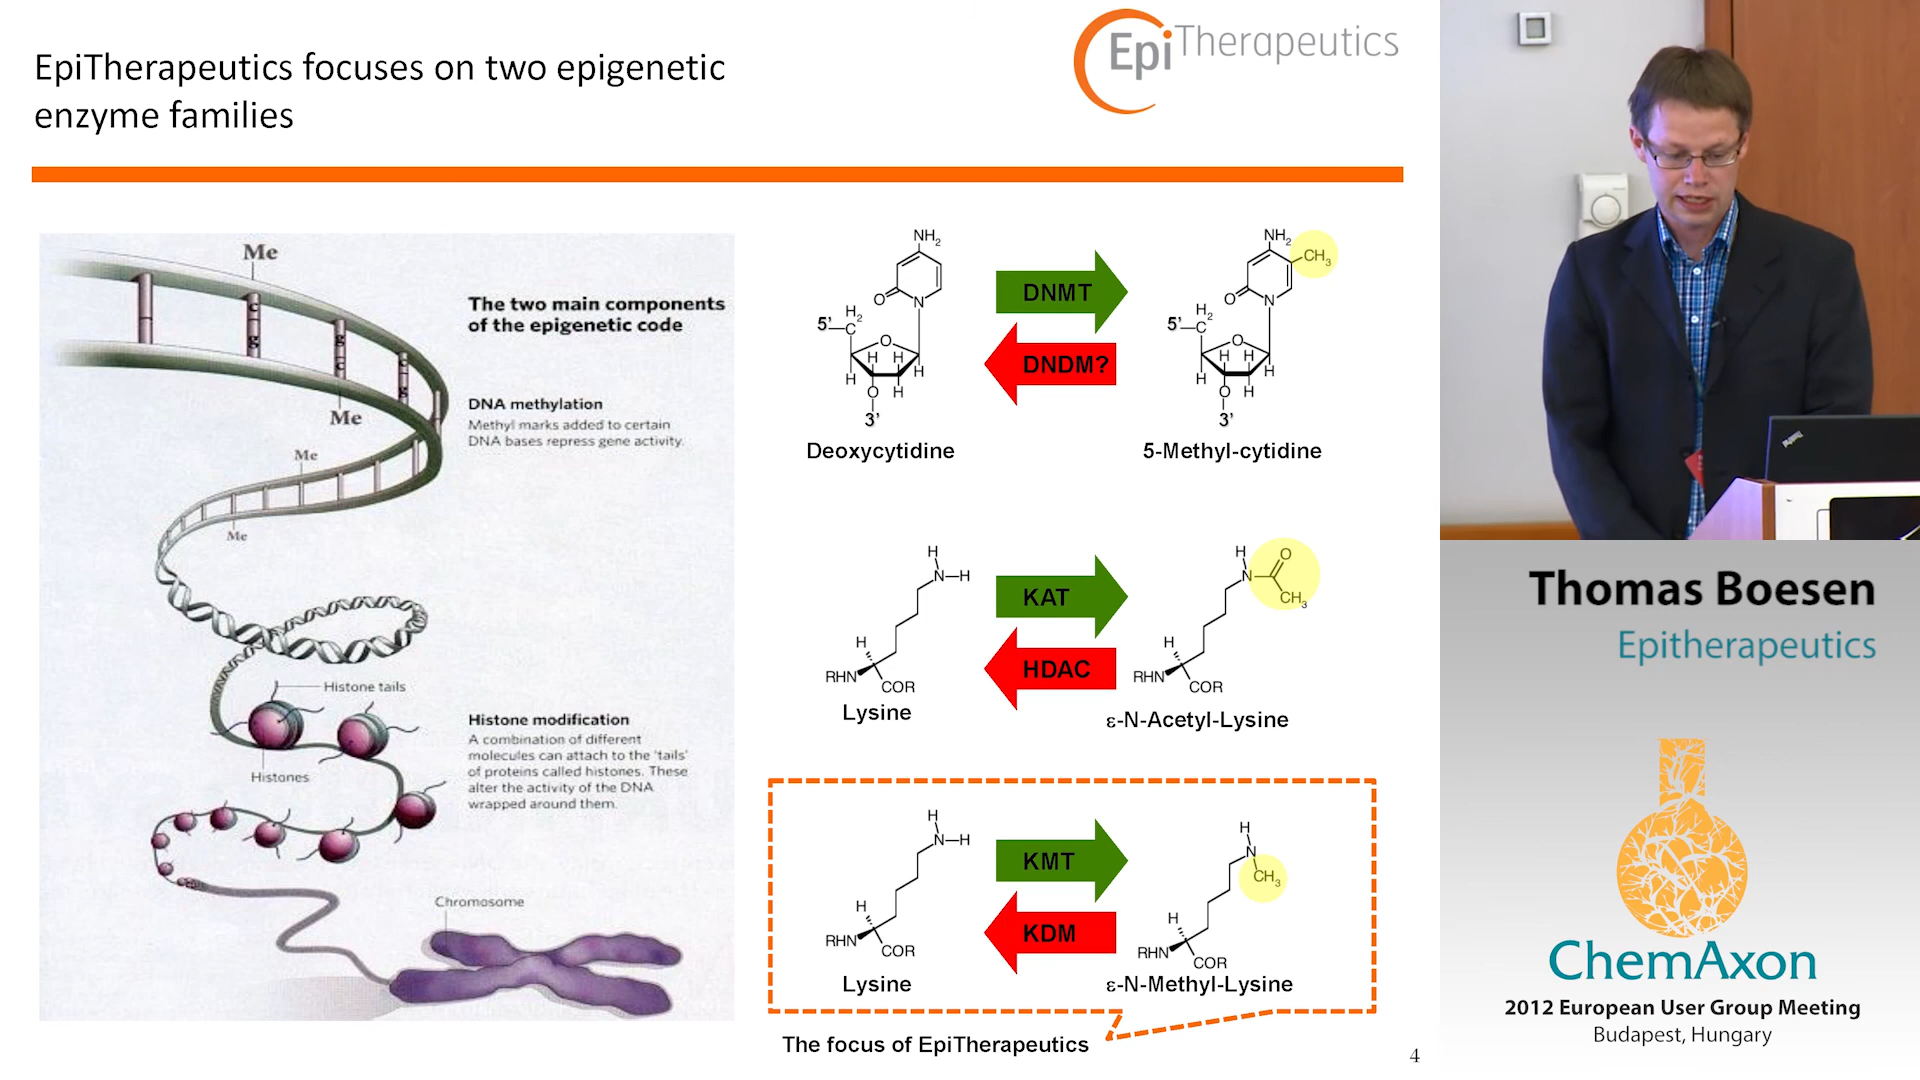 EpiTherapeutics focuses on two epigenetic
enzyme families
EpiTherapeutics
Me
c
g
g
c
c
g
Me
Me
Me
The two main components
of the epigenetic code
DNA methylation
Methyl marks added to certain
DNA bases repress gene activity.
Histone tails
Histones
Histone modification
A combination of different
molecules can attach to the 'tails'
of proteins called histones. These
alter the activity of the DNA
wrapped around them.
Chromosome
NH2
O
N
H2
5'
C
O
H H
H
H
H
O
3'
Deoxycytidine
DNMT
DNDM?
NH2
CH3
O
N
H2
5'
C
O
H H
H
H
H
O
3'
5-Methyl-cytidine
H
N
H
H
RHN
COR
Lysine
KAT
HDAC
H
O
N
CH3
H
RHN
COR
ε-N-Acetyl-Lysine
H
N
H
H
RHN
COR
Lysine
KMT
KDM
H
N
CH3
H
RHN
COR
ε-N-Methyl-Lysine
The focus of EpiTherapeutics
4
Thomas Boesen
Epitherapeutics
ChemAxon
2012 European User Group Meeting
Budapest, Hungary